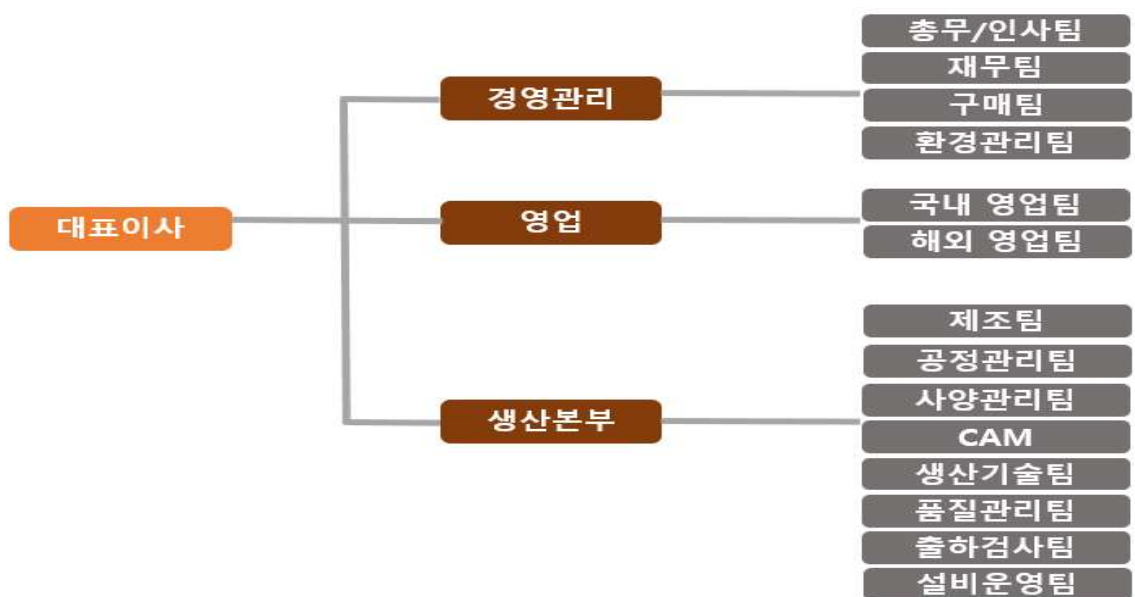 대표이사
경영관리
총무/인사팀
재무팀
구매팀
환경관리팀
영업
국내 영업팀
해외 영업팀
생산본부
제조팀
공정관리팀
사양관리팀
CAM
생산기술팀
품질관리팀
출하검사팀
설비운영팀